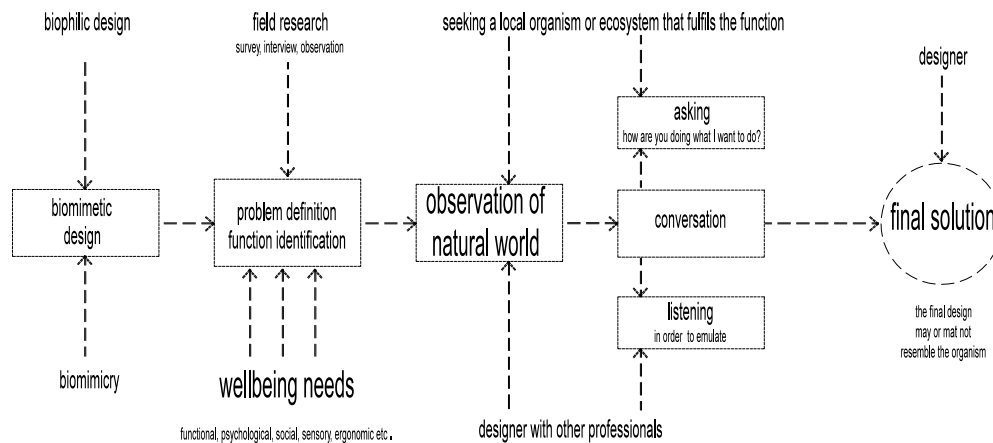 biophilic design
field research
survey, interview, observation
seeking a local organism or ecosystem that fulfils the function
designer
asking
how are you doing what I want to do?
biomimetic
design
problem definition
function identification
observation of
natural world
conversation
final solution
listening
in order to emulate
the final design
may or mat not
resemble the organism
biomimicry
wellbeing needs
functional, psychological, social, sensory, ergonomic etc.
designer with other professionals